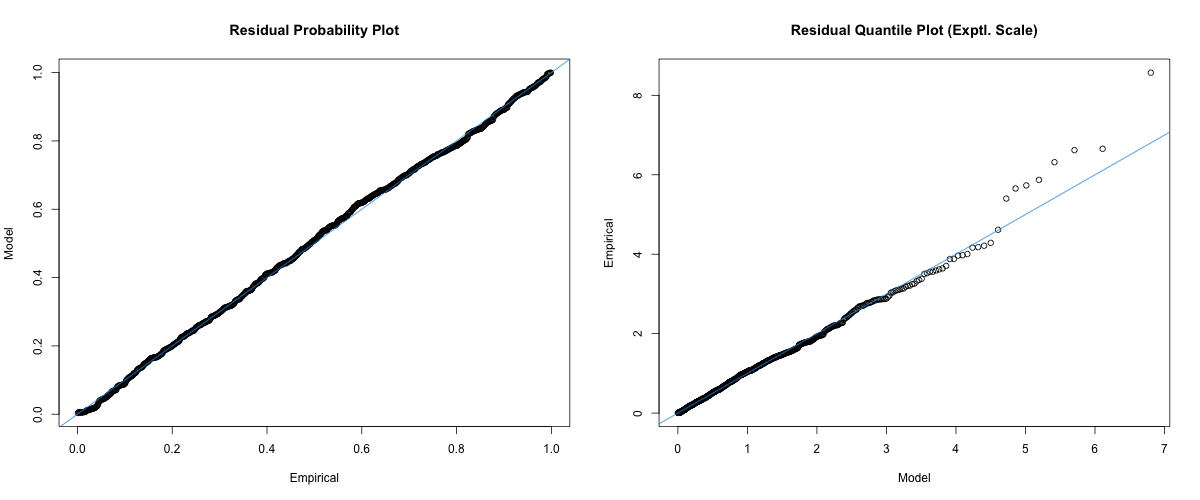 Residual Probability Plot
Model
0.0 0.2 0.4 0.6 0.8 1.0
0.0 0.2 0.4 0.6 0.8 1.0
Empirical
Residual Quantile Plot (Exptl. Scale)
Empirical
0 2 4 6 8
0 1 2 3 4 5 6 7
Model